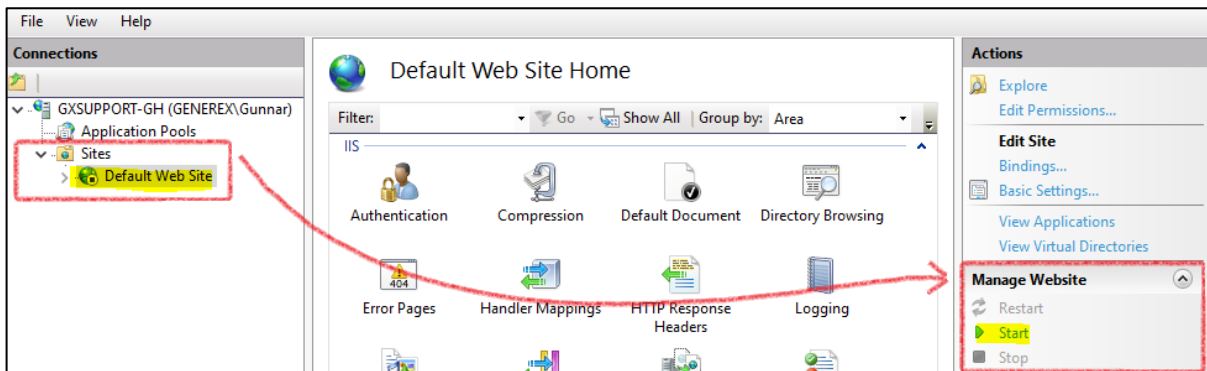 File View Help
Connections
GXSUPPORT-GH (GENEREX\Gunnar)
Application Pools
Sites
Default Web Site
Default Web Site Home
Filter: Go Show All Group by: Area
IIS
Authentication Compression Default Document Directory Browsing
404
Error Pages Handler Mappings HTTP Response Headers Logging
Actions
Explore
Edit Permissions...
Edit Site
Bindings...
Basic Settings...
View Applications
View Virtual Directories
Manage Website
Restart
Start
Stop